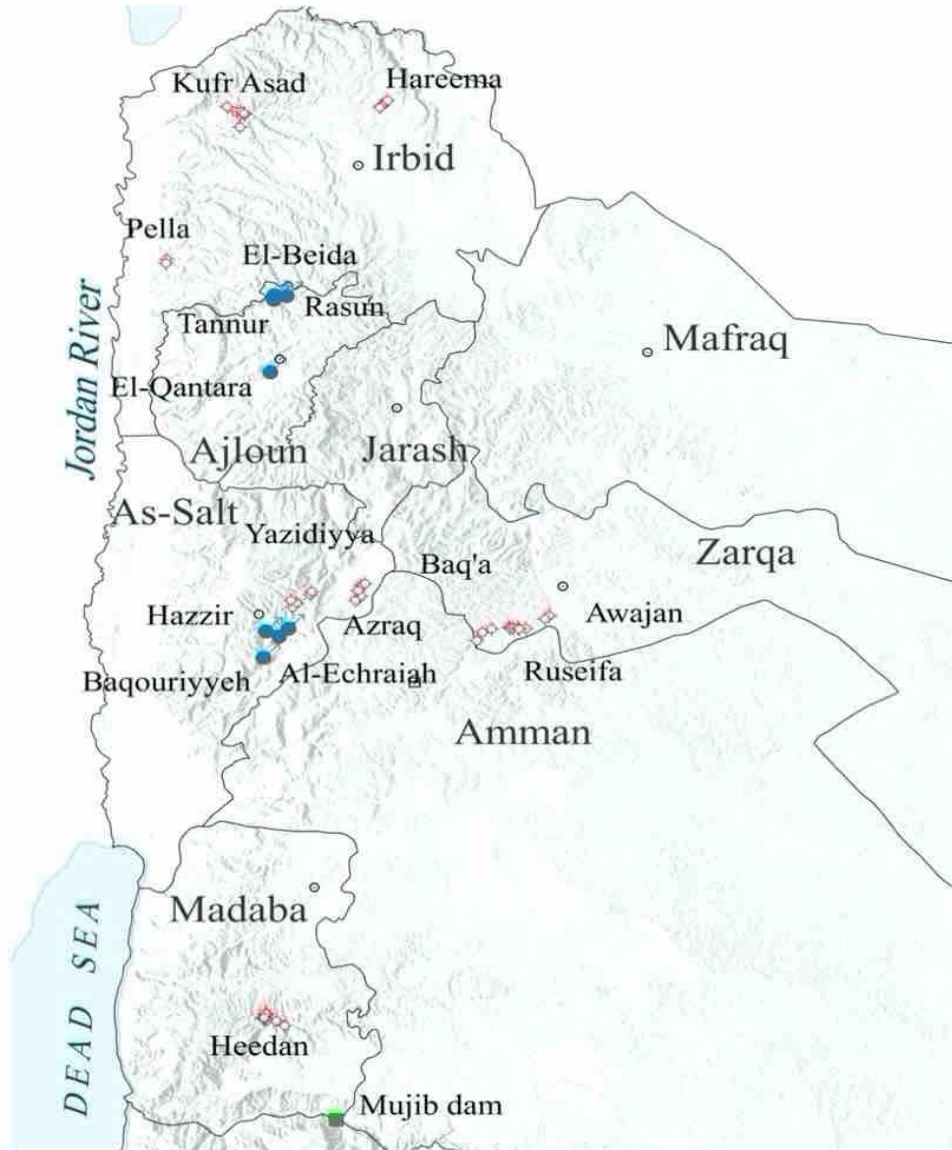 Kufr Asad
Hareema
Irbid
Pella
El-Beida
Rasun
Tannur
Mafraq
El-Qantara
Jordan River
Ajloun
Jarash
As-Salt
Yazidiyya
Baq'a
Zarqa
Hazzir
Azraq
Awajan
Baqouriyyeh
Al-Echraiah
Ruseifa
Amman
Madaba
DEAD SEA
Heedan
Mujib dam